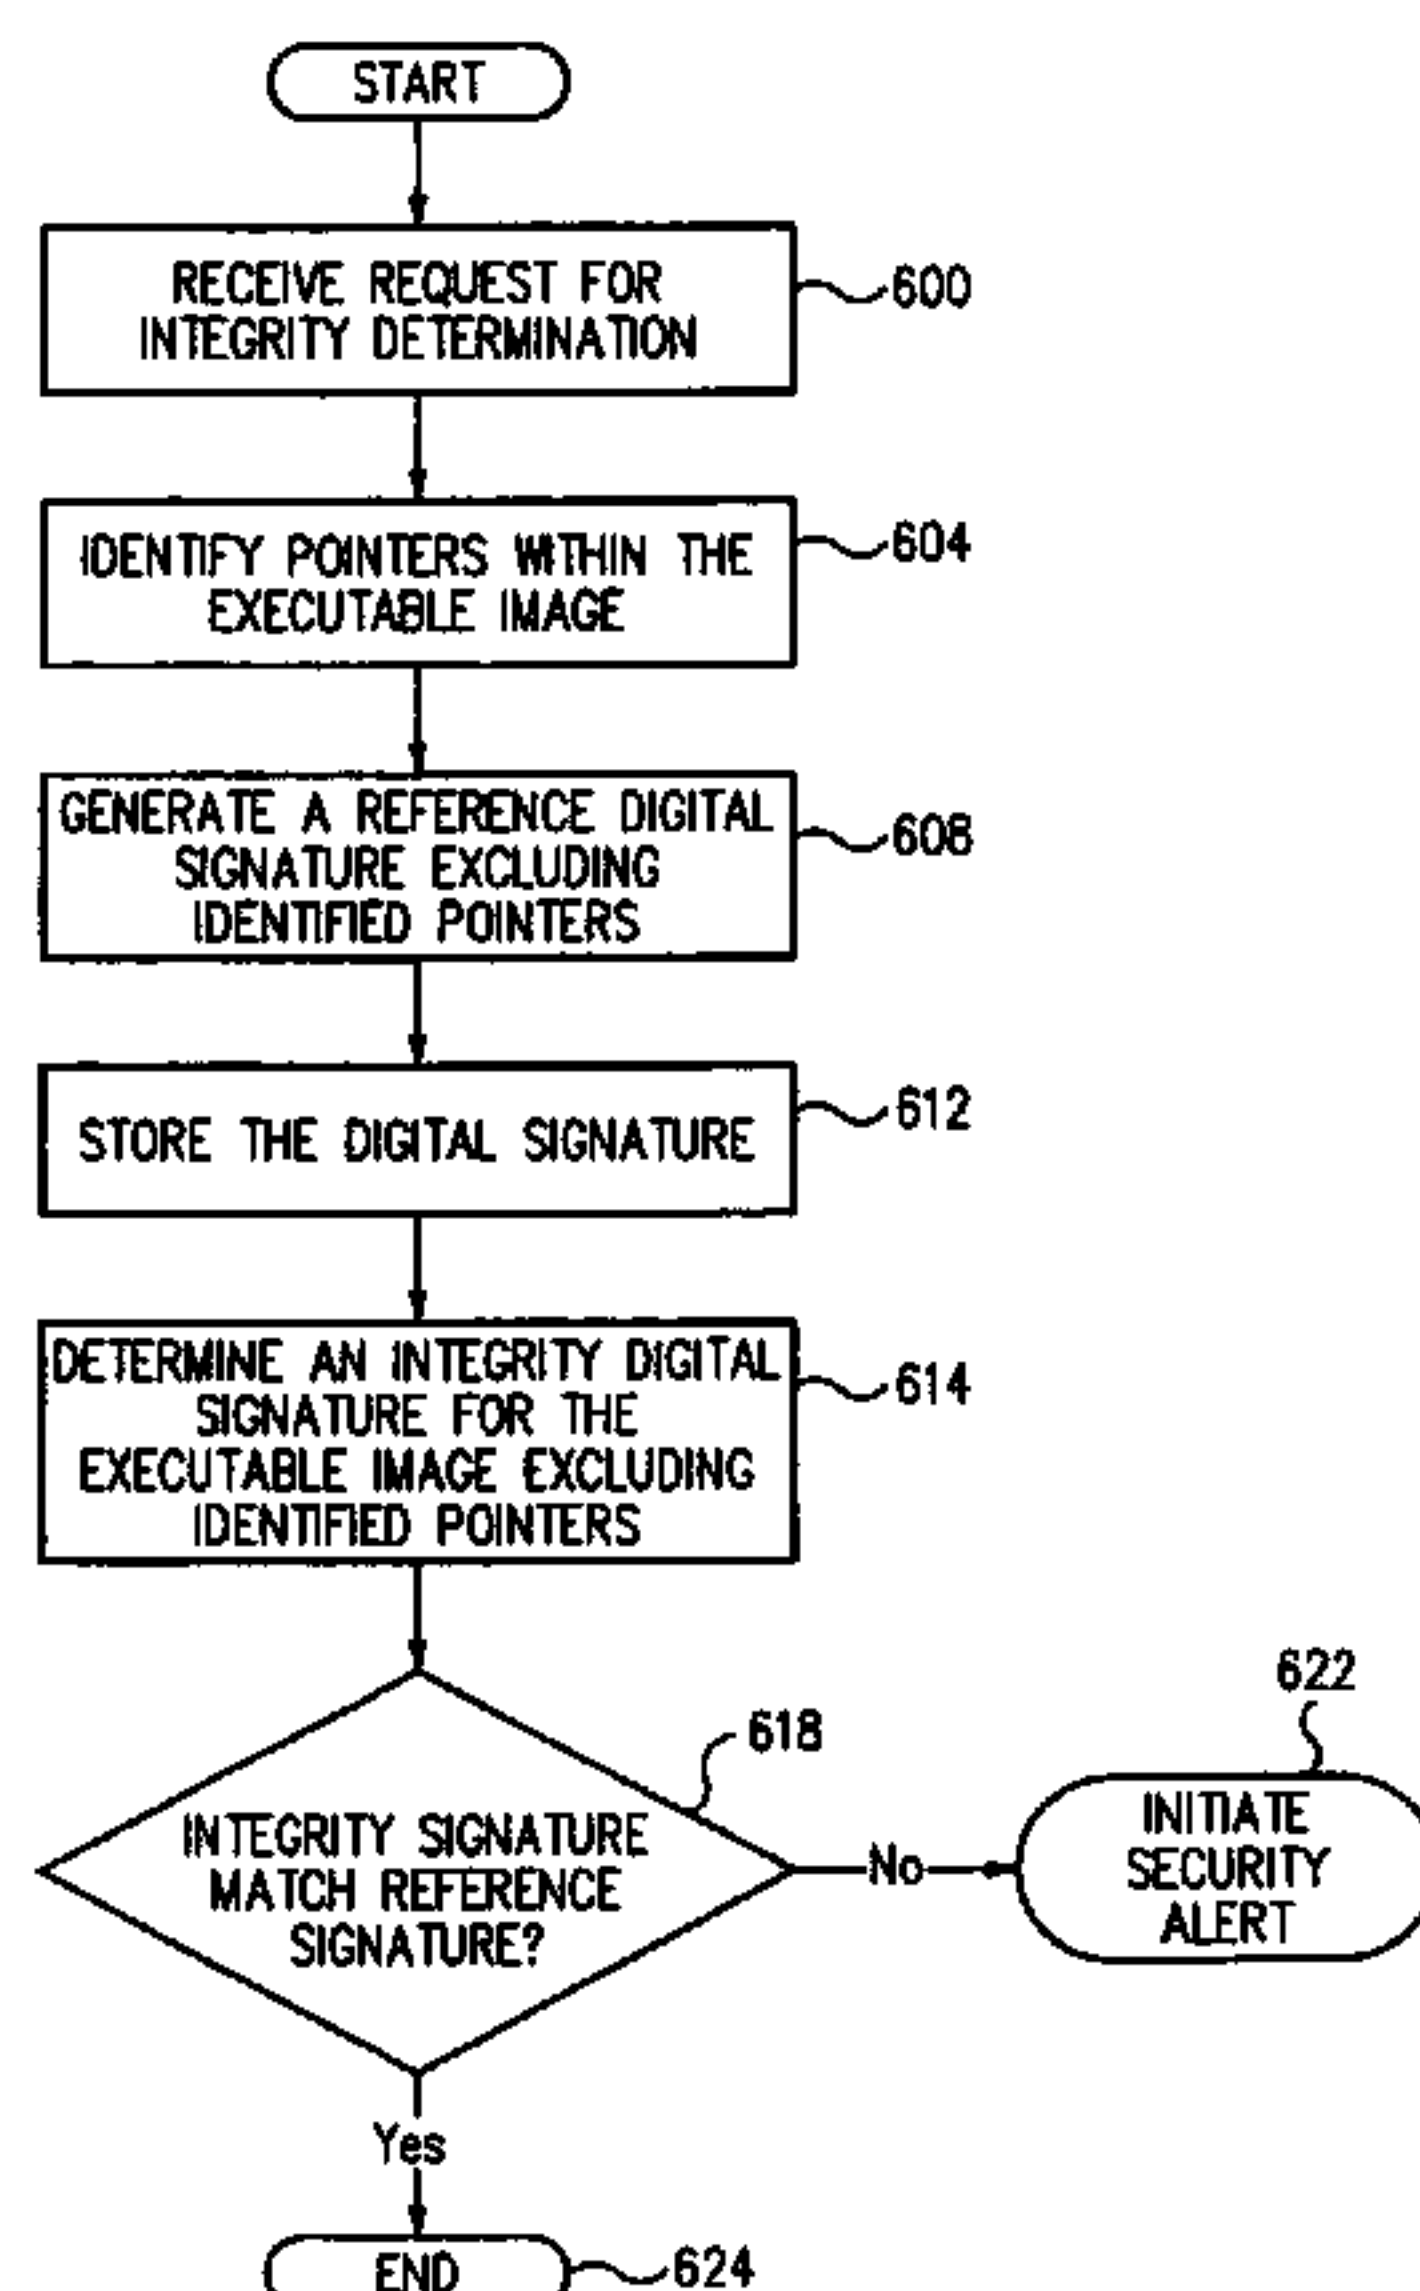 START
RECEIVE REQUEST FOR
INTEGRITY DETERMINATION
600
IDENTIFY POINTERS WITHIN THE
EXECUTABLE IMAGE
604
GENERATE A REFERENCE DIGITAL
SIGNATURE EXCLUDING
IDENTIFIED POINTERS
608
STORE THE DIGITAL SIGNATURE
612
DETERMINE AN INTEGRITY DIGITAL
SIGNATURE FOR THE
EXECUTABLE IMAGE EXCLUDING
IDENTIFIED POINTERS
614
618
INTEGRITY SIGNATURE
MATCH REFERENCE
SIGNATURE?
No
622
INITIATE
SECURITY
ALERT
Yes
END
624